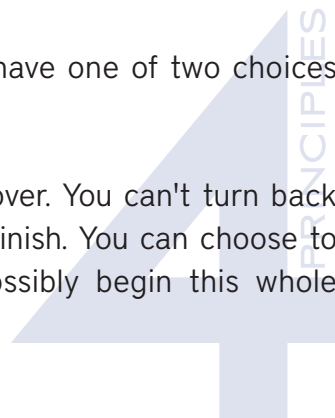 have one of two choices
over. You can't turn back
inish. You can choose to
ossibly begin this whole
4
PRINCIPLES